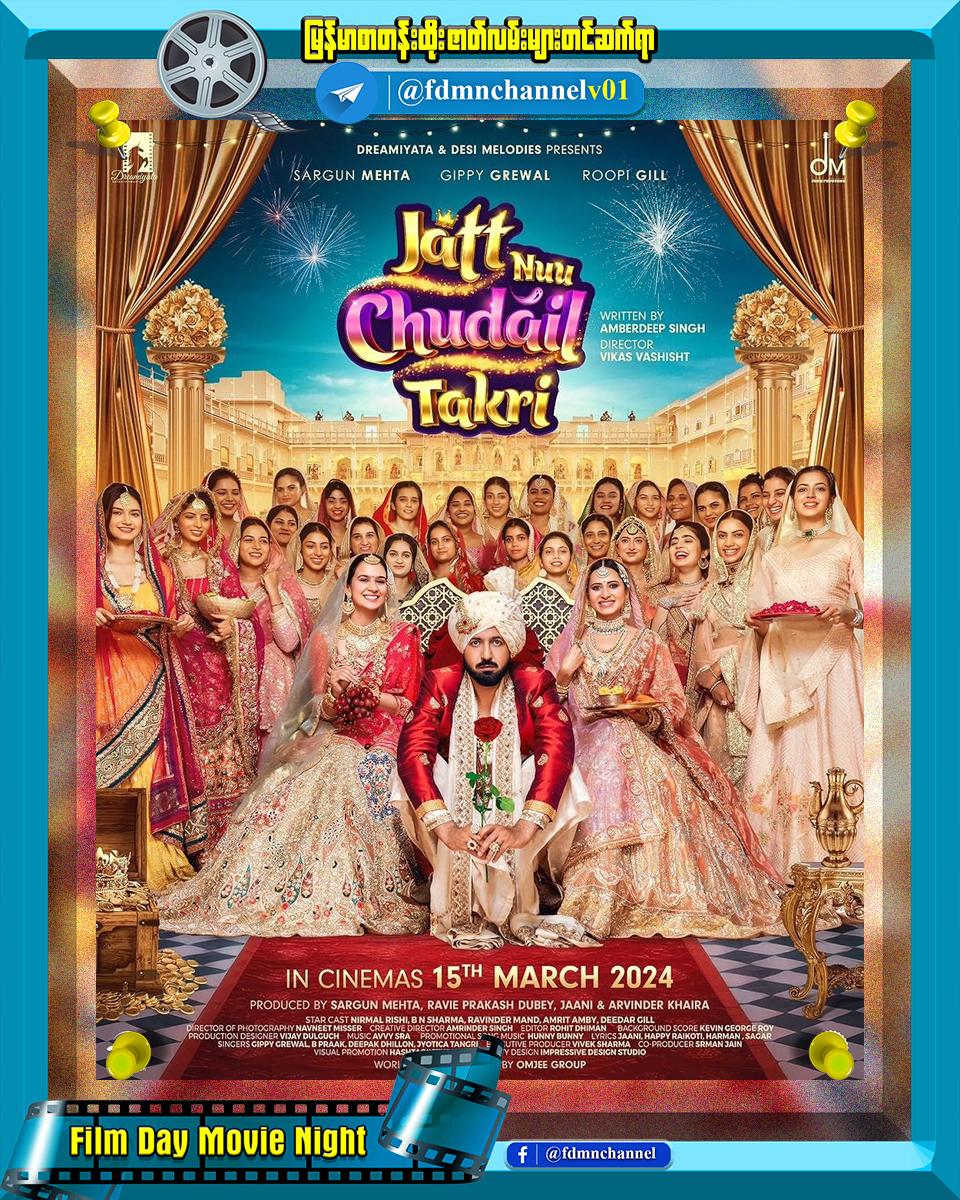 မြန်မာစာတန်းထိုး ဇာတ်လမ်းများတင်ဆက်ရာ
@fdmnchannelv01
Dreamiyata
DM
DREAMIYATA & DESI MELODIES PRESENTS
SARGUN MEHTA GIPPY GREWAL ROOPI GILL
Jatt
Nuu
Chudail
Takri
WRITTEN BY
AMBERDEEP SINGH
DIRECTOR
VIKAS VASHISHT
IN CINEMAS 15TH MARCH 2024
PRODUCED BY SARGUN MEHTA, RAVIE PRAKASH DUBEY, JAANI & ARVINDER KHAIRA
STAR CAST NIRMAL RISHI, B N SHARMA, RAVINDER MAND, AMRIT AMBY, DEEDAR GILL
DIRECTOR OF PHOTOGRAPHY NAVNEET MISSER CREATIVE DIRECTOR AMRINDER SINGH EDITOR ROHIT DHIMAN BACKGROUND SCORE KEVIN GEORGE ROY
PRODUCTION DESIGNER VIJAY DULGUCH MUSIC AVVY SRA PROMOTIONAL SONG MUSIC HUNNY BUNNY LYRICS JAANI, HAPPY RAIKOTI, HARMAN, SAGAR
SINGERS GIPPY GREWAL, B PRAAK, DEEPAK DHILLON, JYOTICA TANGRI PRODUCER VIVEK SHARMA CO-PRODUCER SRMAN JAIN
VISUAL PROMOTION DESIGN IMPRESSIVE DESIGN STUDIO
BY OMJEE GROUP
Film Day Movie Night
f @fdmnchannel